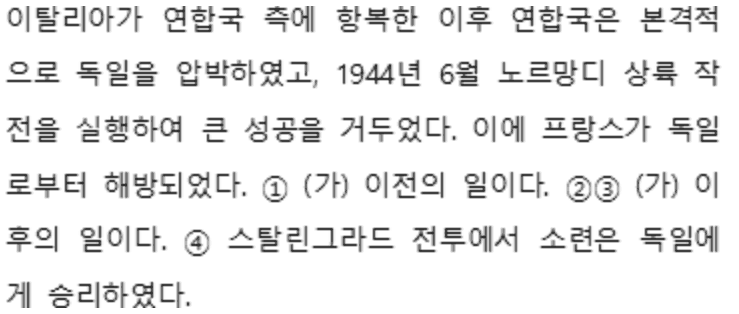 이탈리아가 연합국 측에 항복한 이후 연합국은 본격적
으로 독일을 압박하였고, 1944년 6월 노르망디 상륙 작
전을 실행하여 큰 성공을 거두었다. 이에 프랑스가 독일
로부터 해방되었다. ① (가) 이전의 일이다. ②③ (가) 이
후의 일이다. ④ 스탈린그라드 전투에서 소련은 독일에
게 승리하였다.